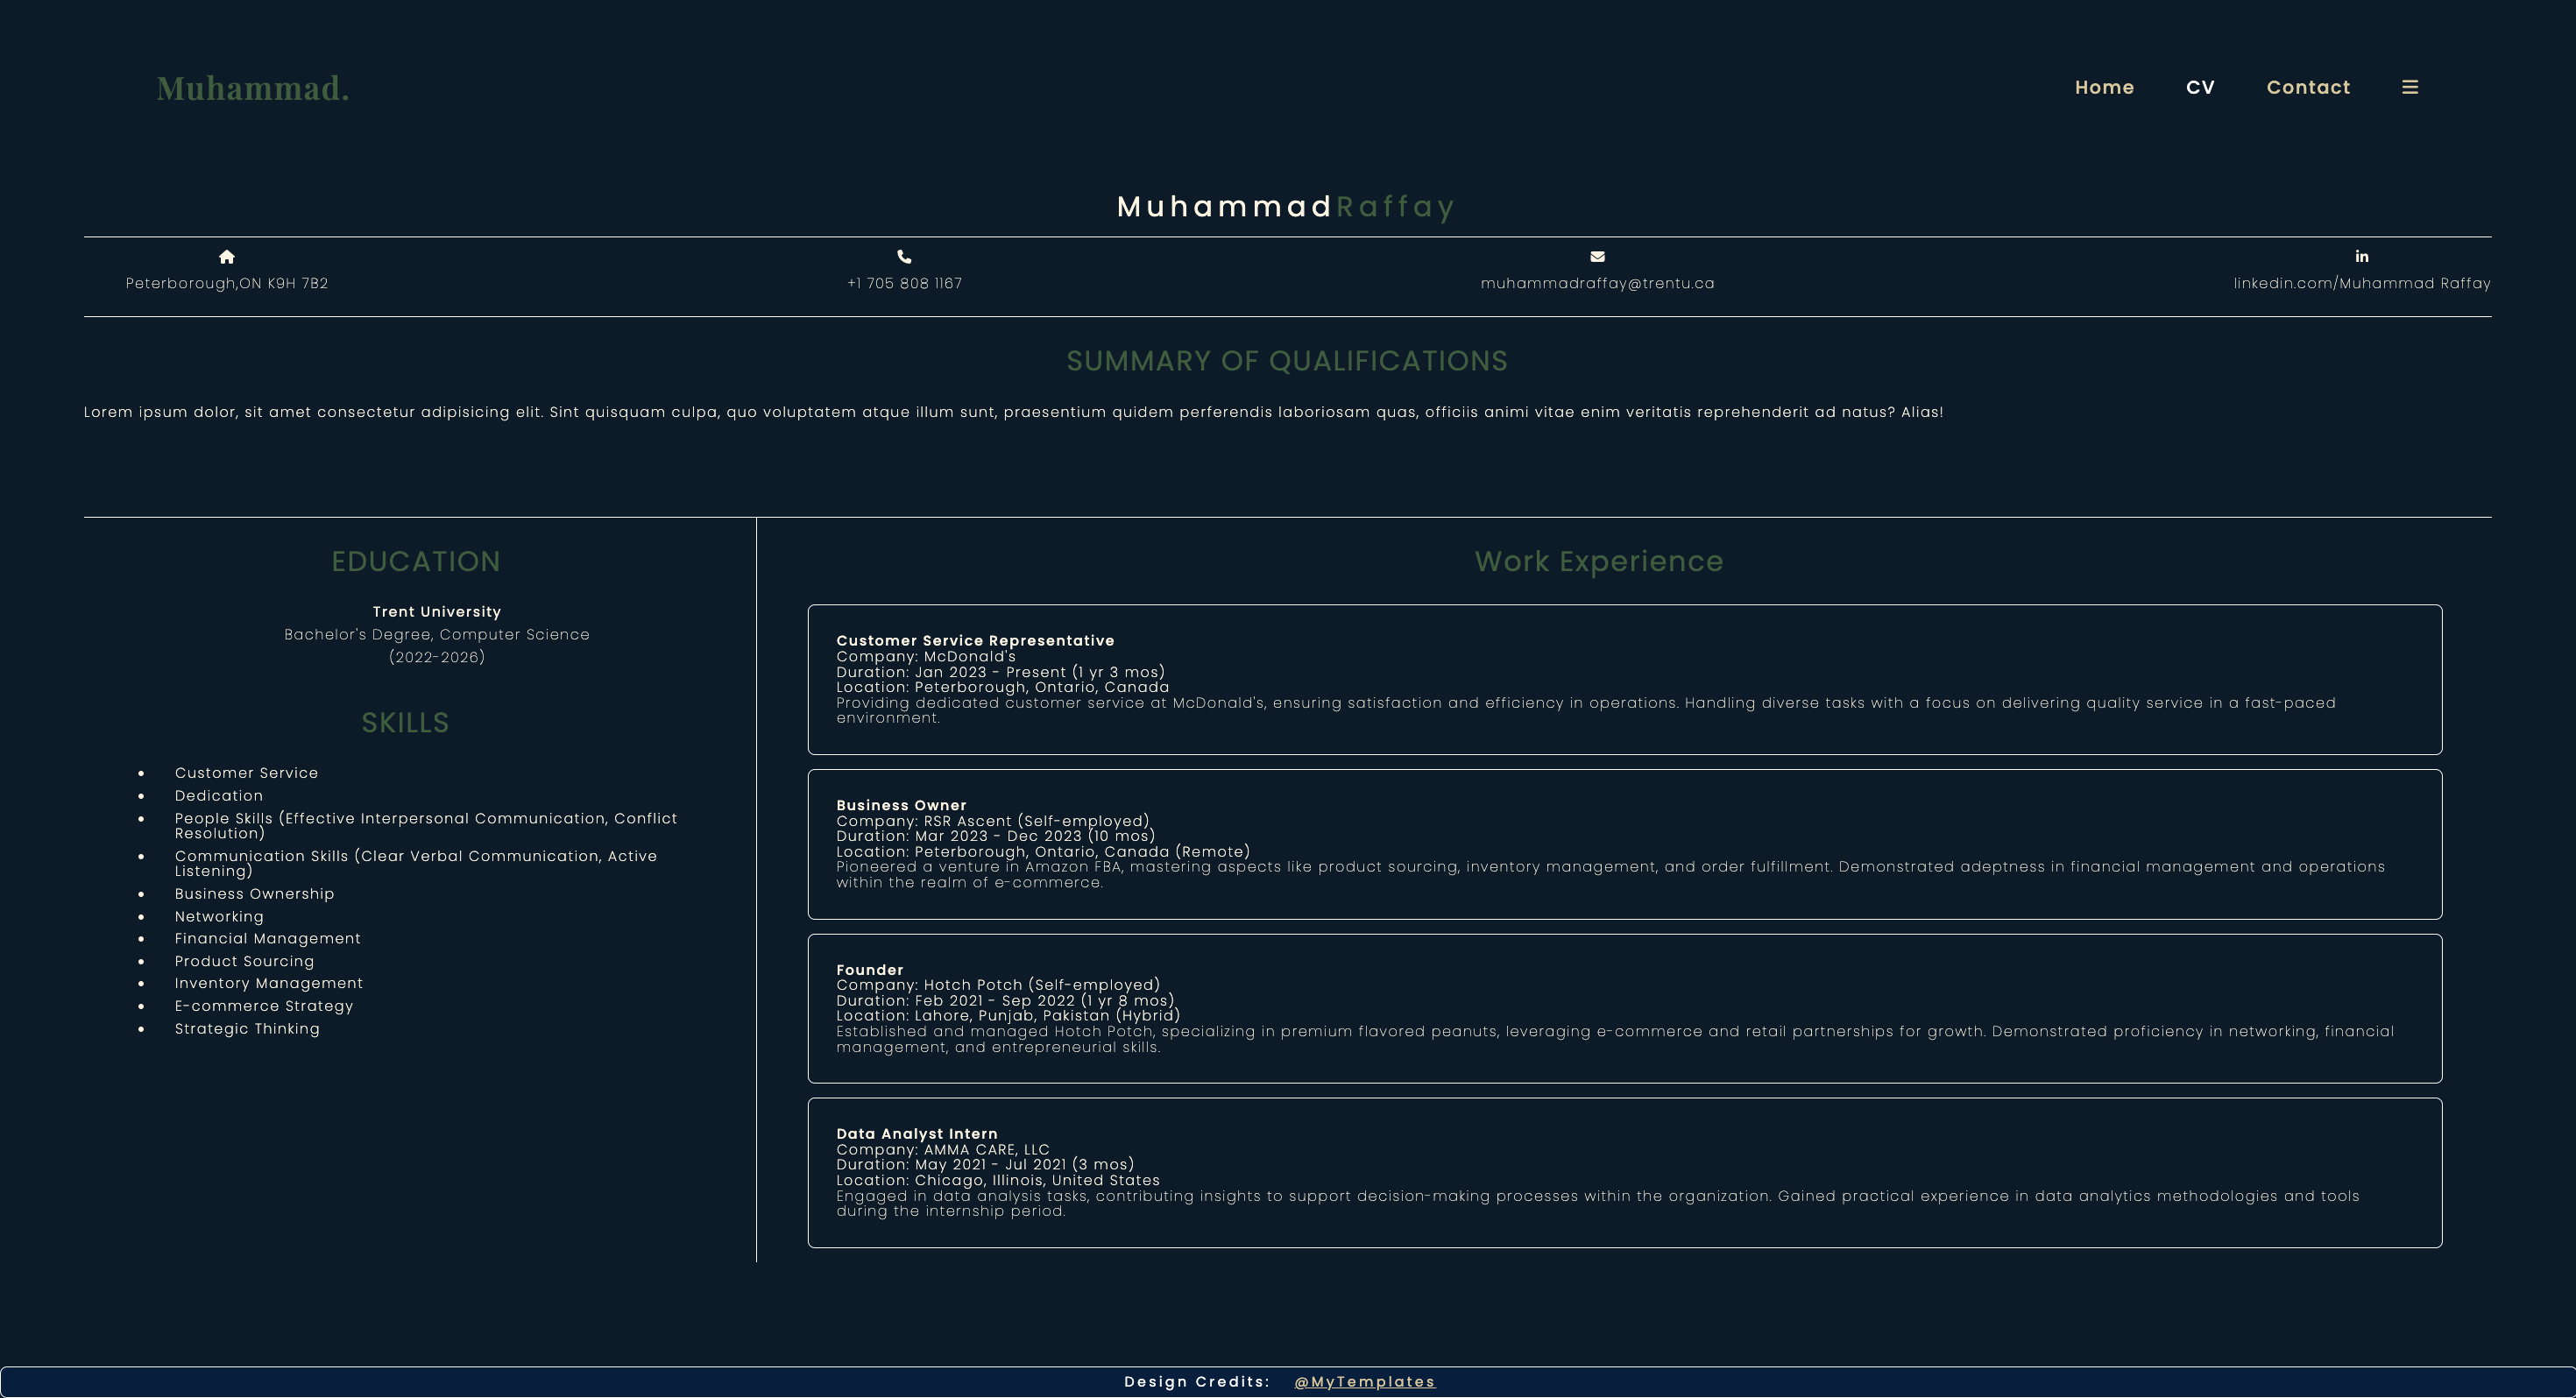 Muhammad.
Home CV Contact
MuhammadRaffay
Peterborough,ON K9H 7B2
+1 705 808 1167
muhammadraffay@trentu.ca
linkedin.com/Muhammad Raffay
SUMMARY OF QUALIFICATIONS
Lorem ipsum dolor, sit amet consectetur adipisicing elit. Sint quisquam culpa, quo voluptatem atque illum sunt, praesentium quidem perferendis laboriosam quas, officiis animi vitae enim veritatis reprehenderit ad natus? Alias!
EDUCATION
Trent University
Bachelor's Degree, Computer Science
(2022-2026)
SKILLS
• Customer Service
• Dedication
• People Skills (Effective Interpersonal Communication, Conflict
Resolution)
• Communication Skills (Clear Verbal Communication, Active
Listening)
• Business Ownership
• Networking
• Financial Management
• Product Sourcing
• Inventory Management
• E-commerce Strategy
• Strategic Thinking
Work Experience
Customer Service Representative
Company: McDonald's
Duration: Jan 2023 - Present (1 yr 3 mos)
Location: Peterborough, Ontario, Canada
Providing dedicated customer service at McDonald's, ensuring satisfaction and efficiency in operations. Handling diverse tasks with a focus on delivering quality service in a fast-paced
environment.
Business Owner
Company: RSR Ascent (Self-employed)
Duration: Mar 2023 - Dec 2023 (10 mos)
Location: Peterborough, Ontario, Canada (Remote)
Pioneered a venture in Amazon FBA, mastering aspects like product sourcing, inventory management, and order fulfillment. Demonstrated adeptness in financial management and operations
within the realm of e-commerce.
Founder
Company: Hotch Potch (Self-employed)
Duration: Feb 2021 - Sep 2022 (1 yr 8 mos)
Location: Lahore, Punjab, Pakistan (Hybrid)
Established and managed Hotch Potch, specializing in premium flavored peanuts, leveraging e-commerce and retail partnerships for growth. Demonstrated proficiency in networking, financial
management, and entrepreneurial skills.
Data Analyst Intern
Company: AMMA CARE, LLC
Duration: May 2021 - Jul 2021 (3 mos)
Location: Chicago, Illinois, United States
Engaged in data analysis tasks, contributing insights to support decision-making processes within the organization. Gained practical experience in data analytics methodologies and tools
during the internship period.
Design Credits: @MyTemplates